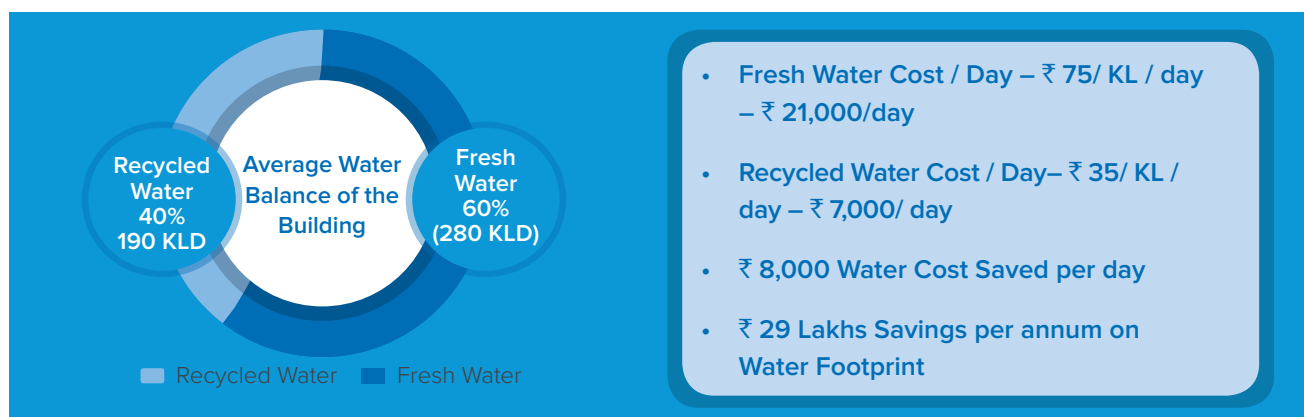 Recycled
Water
40%
190 KLD
Average Water
Balance of the
Building
Fresh
Water
60%
(280 KLD)
Recycled Water
Fresh Water
• Fresh Water Cost / Day – ₹ 75/ KL / day
– ₹ 21,000/day
• Recycled Water Cost / Day– ₹ 35/ KL /
day – ₹ 7,000/ day
• ₹ 8,000 Water Cost Saved per day
• ₹ 29 Lakhs Savings per annum on
Water Footprint